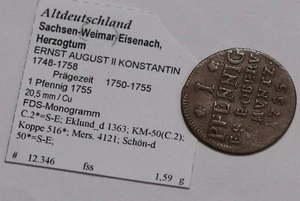 Altdeutschland
Sachsen-Weimar-Eisenach,
Herzogtum
ERNST AUGUST II KONSTANTIN
1748-1758
Prägezeit 1750-1755
1 Pfennig 1755
20,5 mm / Cu
FDS-Monogramm
C.2*=S-E; Eklund_d 1363; KM-50(C.2);
Koppe 516*: Mers. 4121; Schön-d
50*=S-E;
# 12.346 fss 1,59 g
1
PFENNIG